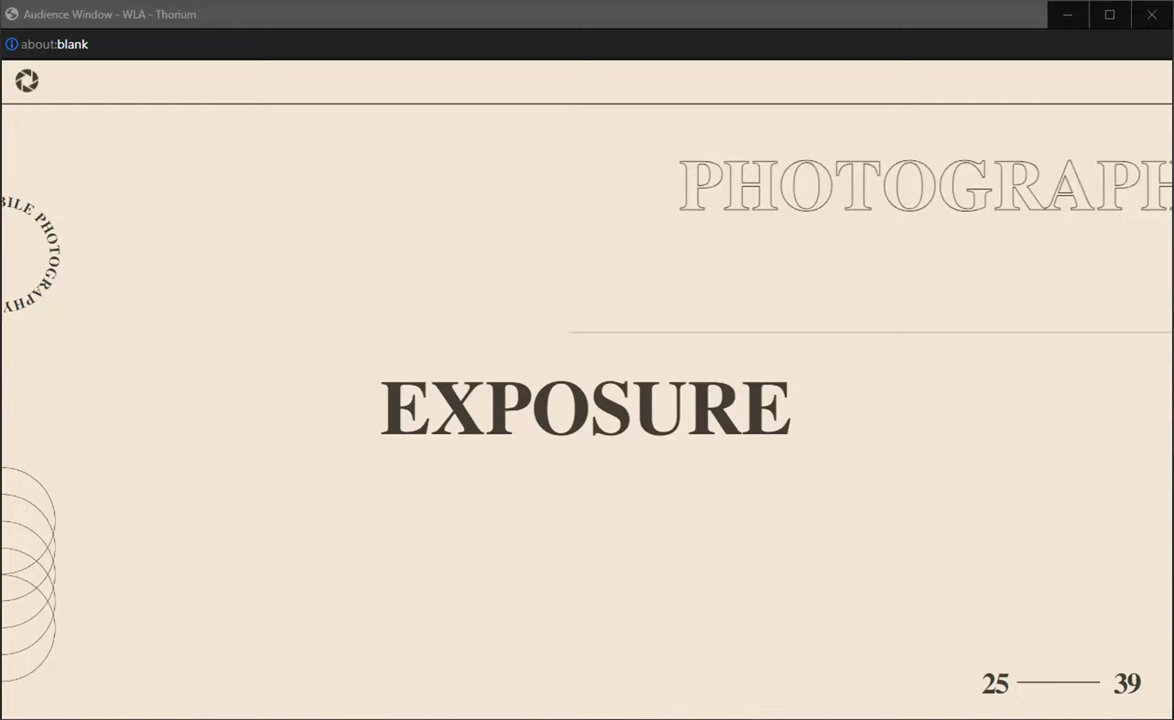 Audience Window - WLA - Thorium
about:blank
PHOTOGRAPH
BILE PHOTOGRAPHY
EXPOSURE
25 39